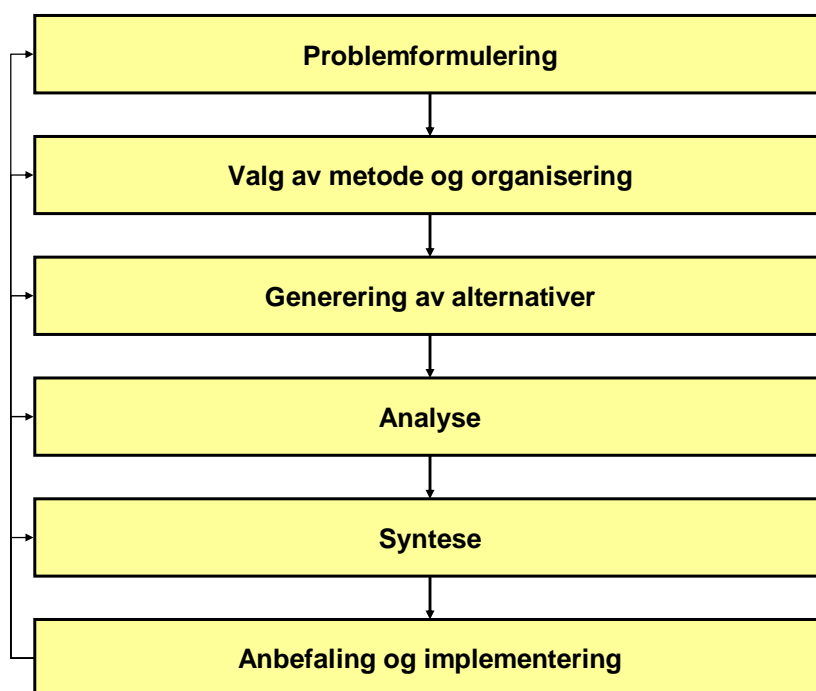 Problemformulering
Valg av metode og organisering
Generering av alternativer
Analyse
Syntese
Anbefaling og implementering